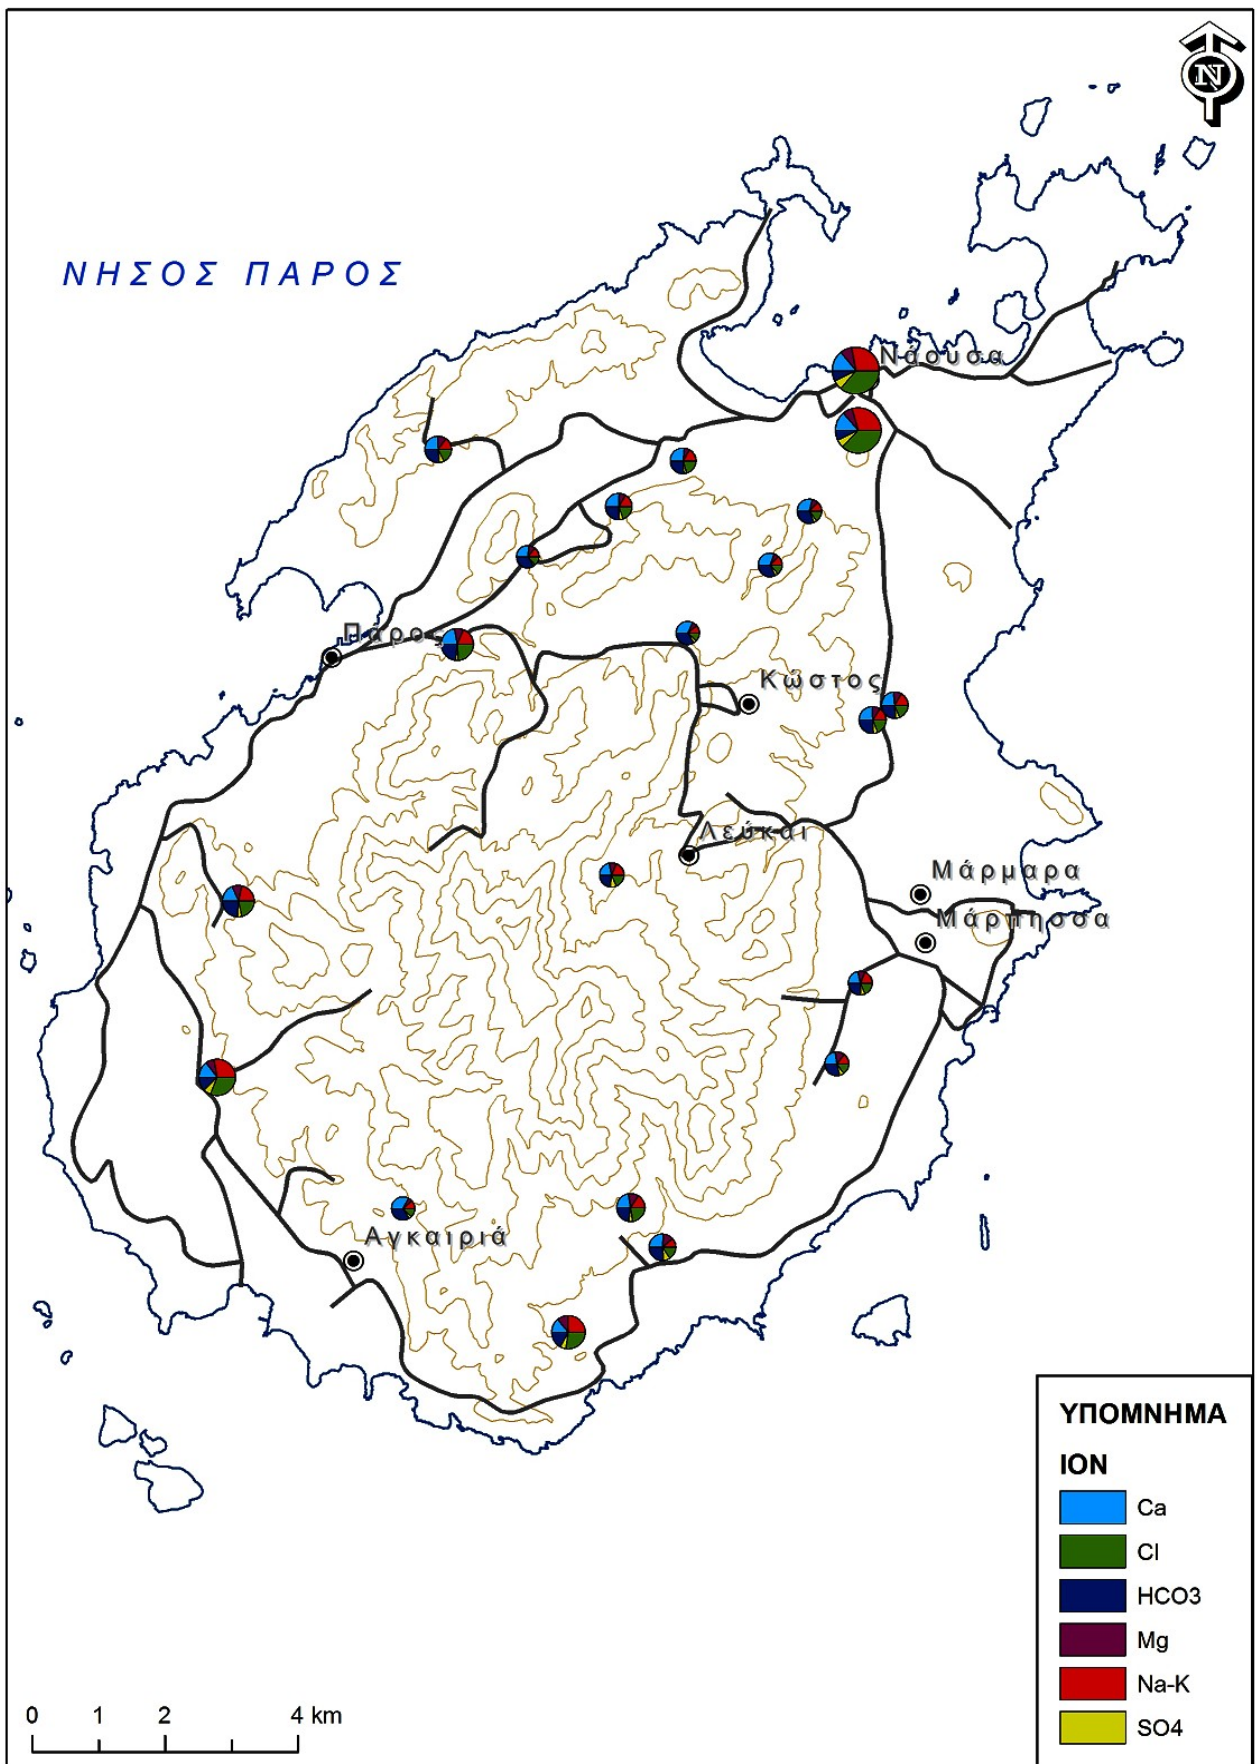 N
ΝΗΣΟΣ ΠΑΡΟΣ
Νάουσα
Πάρος
Κώστος
Λεύκαι
Μάρμαρα
Μάρπησσα
Αγκαιριά
ΥΠΟΜΝΗΜΑ
ION
Ca
Cl
HCO3
Mg
Na-K
SO4
0 1 2 4 km